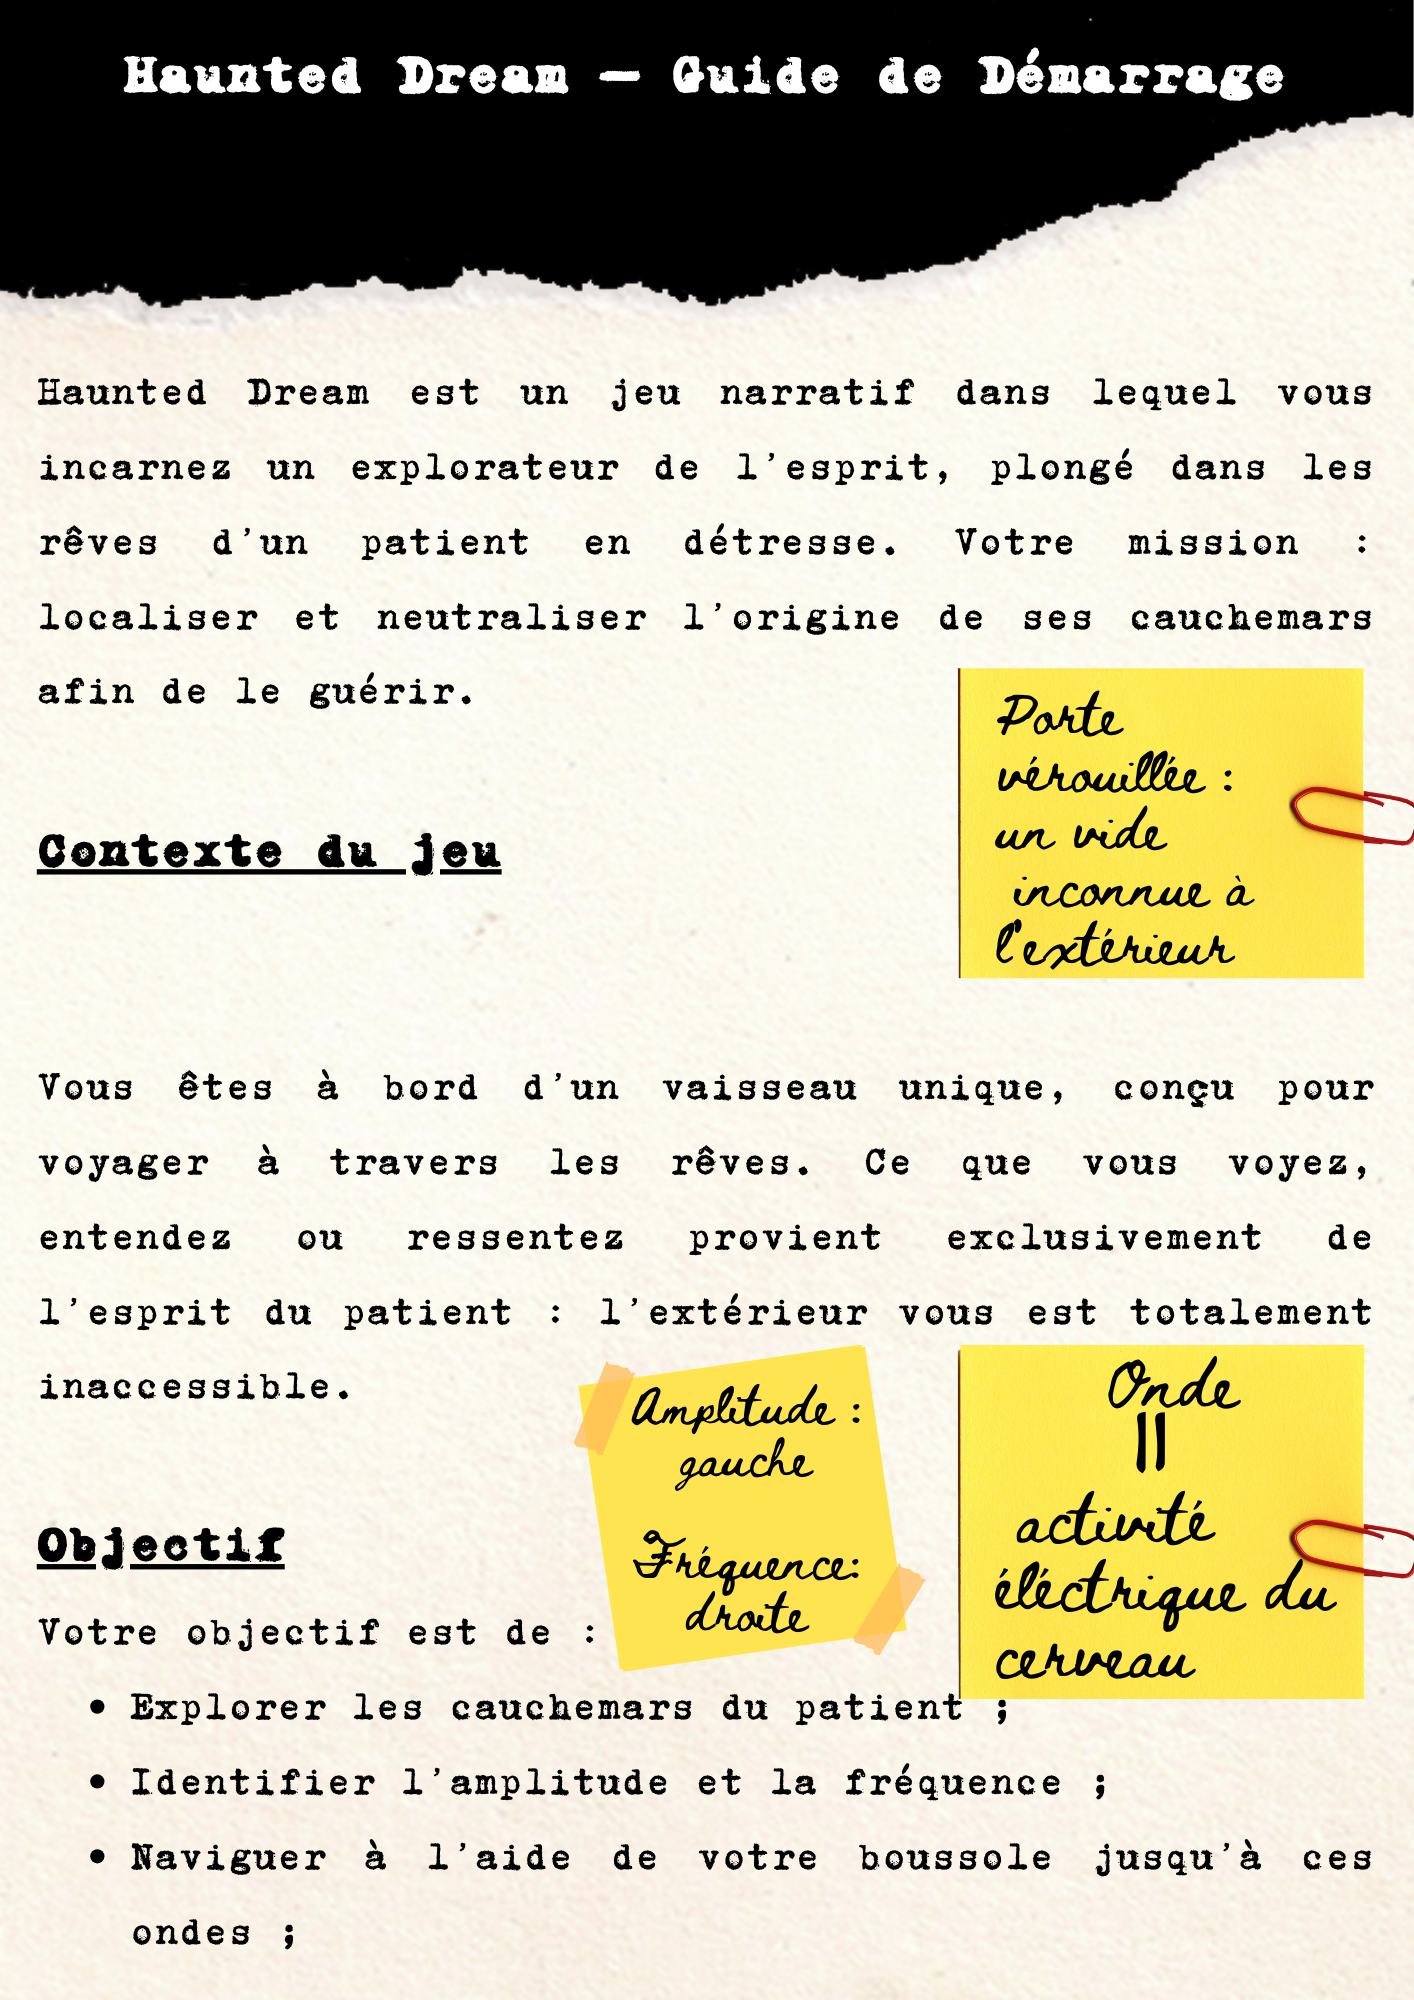 Haunted Dream — Guide de Démarrage
Haunted Dream est un jeu narratif dans lequel vous
incarnez un explorateur de l'esprit, plongé dans les
rêves d'un patient en détresse. Votre mission :
localiser et neutraliser l'origine de ses cauchemars
afin de le guérir.
Porte
vérouillée :
un vide
inconnue à
l'extérieur
Contexte du jeu
Vous êtes à bord d'un vaisseau unique, conçu pour
voyager à travers les rêves. Ce que vous voyez,
entendez ou ressentez provient exclusivement de
l'esprit du patient : l'extérieur vous est totalement
inaccessible.
Amplitude :
gauche
Fréquence:
droite
Onde
=
activité
éléctrique du
cerveau
Objectif
Votre objectif est de :
• Explorer les cauchemars du patient ;
• Identifier l'amplitude et la fréquence ;
• Naviguer à l'aide de votre boussole jusqu'à ces
ondes ;